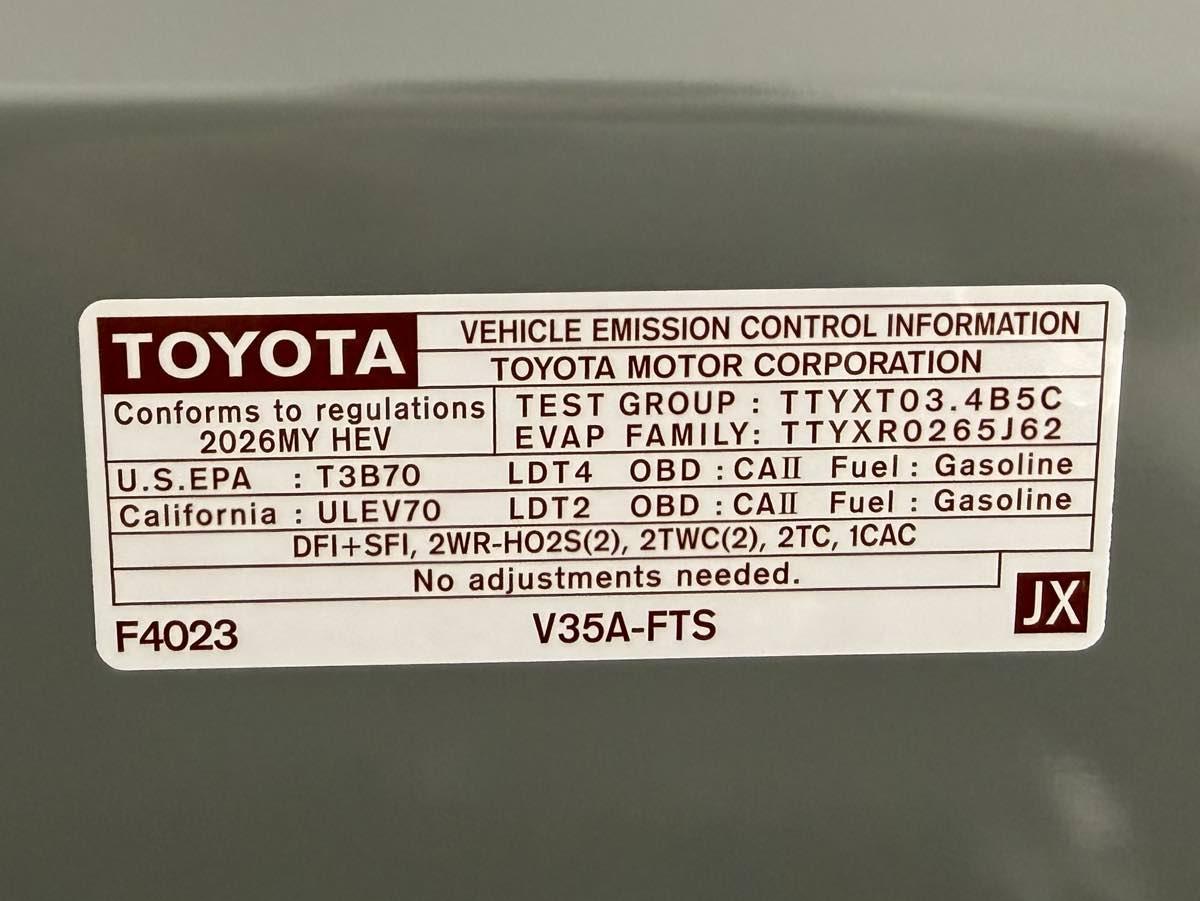 TOYOTA
VEHICLE EMISSION CONTROL INFORMATION
TOYOTA MOTOR CORPORATION
Conforms to regulations
2026MY HEV
TEST GROUP : TTYXT03.4B5C
EVAP FAMILY: TTYXR0265J62
U.S.EPA : T3B70 LDT4 OBD : CAII Fuel : Gasoline
California : ULEV70 LDT2 OBD : CAII Fuel : Gasoline
DFI+SFI, 2WR-HO2S(2), 2TWC(2), 2TC, 1CAC
No adjustments needed.
F4023 V35A-FTS JX